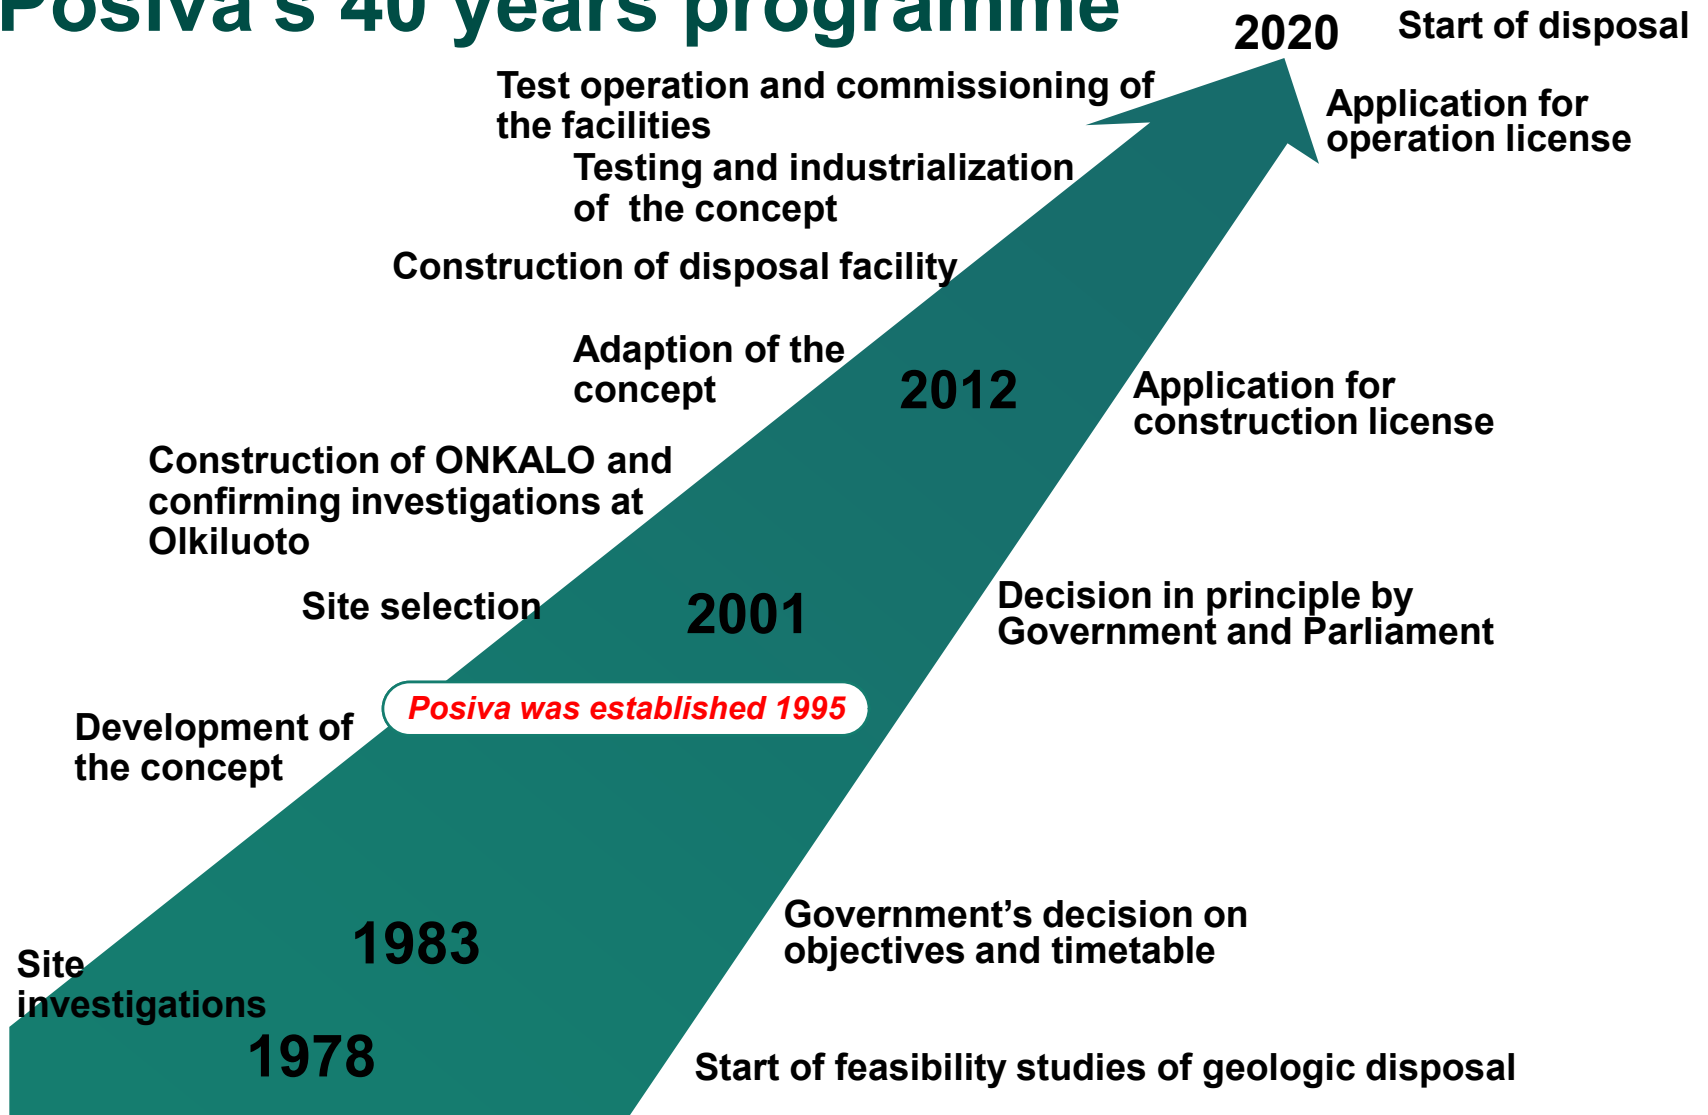 Posiva's 40 years programme
2020
Start of disposal
Test operation and commissioning of
the facilities
Application for
operation license
Testing and industrialization
of the concept
Construction of disposal facility
Adaption of the
concept
2012
Application for
construction license
Construction of ONKALO and
confirming investigations at
Olkiluoto
Site selection
2001
Decision in principle by
Government and Parliament
Posiva was established 1995
Development of
the concept
1983
Government’s decision on
objectives and timetable
Site
investigations
1978
Start of feasibility studies of geologic disposal